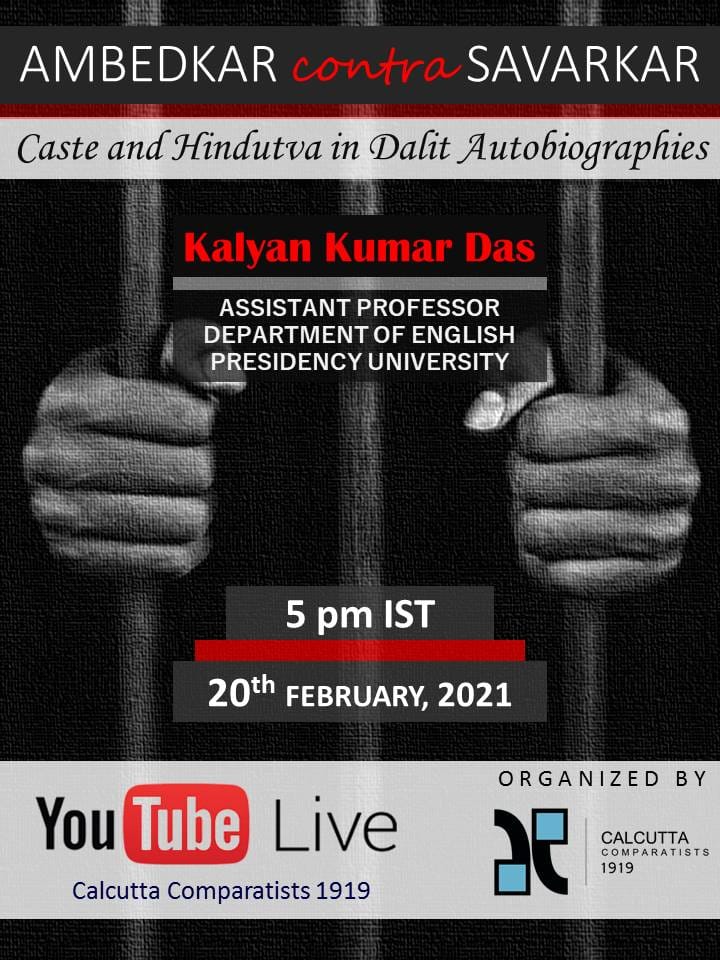 AMBEDKAR contra SAVARKAR
Caste and Hindutva in Dalit Autobiographies
Kalyan Kumar Das
ASSISTANT PROFESSOR
DEPARTMENT OF ENGLISH
PRESIDENCY UNIVERSITY
5 pm IST
20th FEBRUARY, 2021
YouTube Live
Calcutta Comparatists 1919
ORGANIZED BY
CALCUTTA
COMPARATISTS
1919